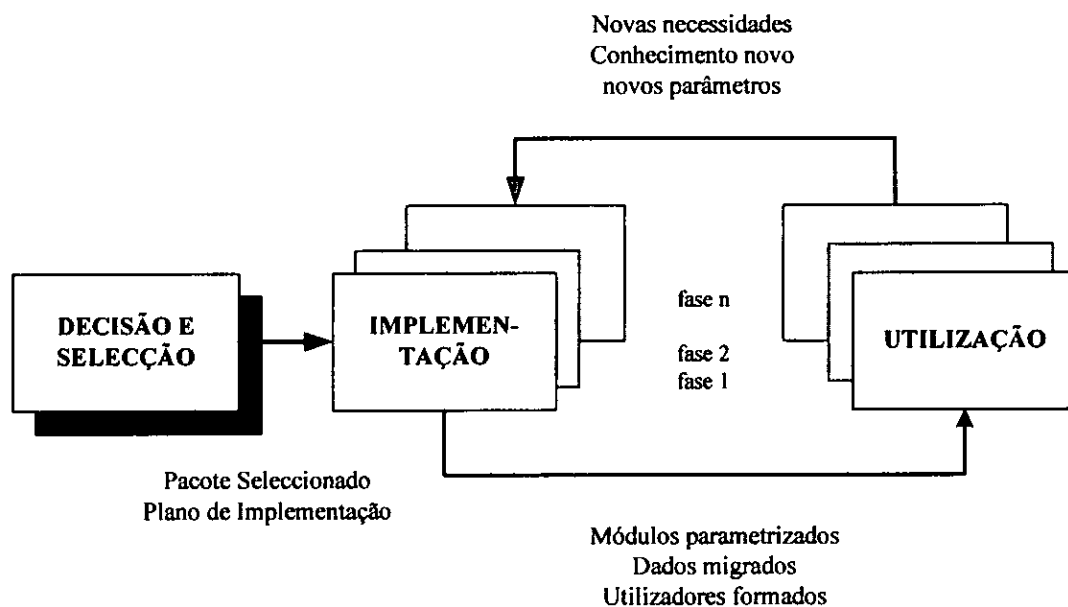 Novas necessidades
Conhecimento novo
novos parâmetros
DECISÃO E
SELECÇÃO
IMPLEMEN-
TAÇÃO
fase n
fase 2
fase 1
UTILIZAÇÃO
Pacote Seleccionado
Plano de Implementação
Módulos parametrizados
Dados migrados
Utilizadores formados